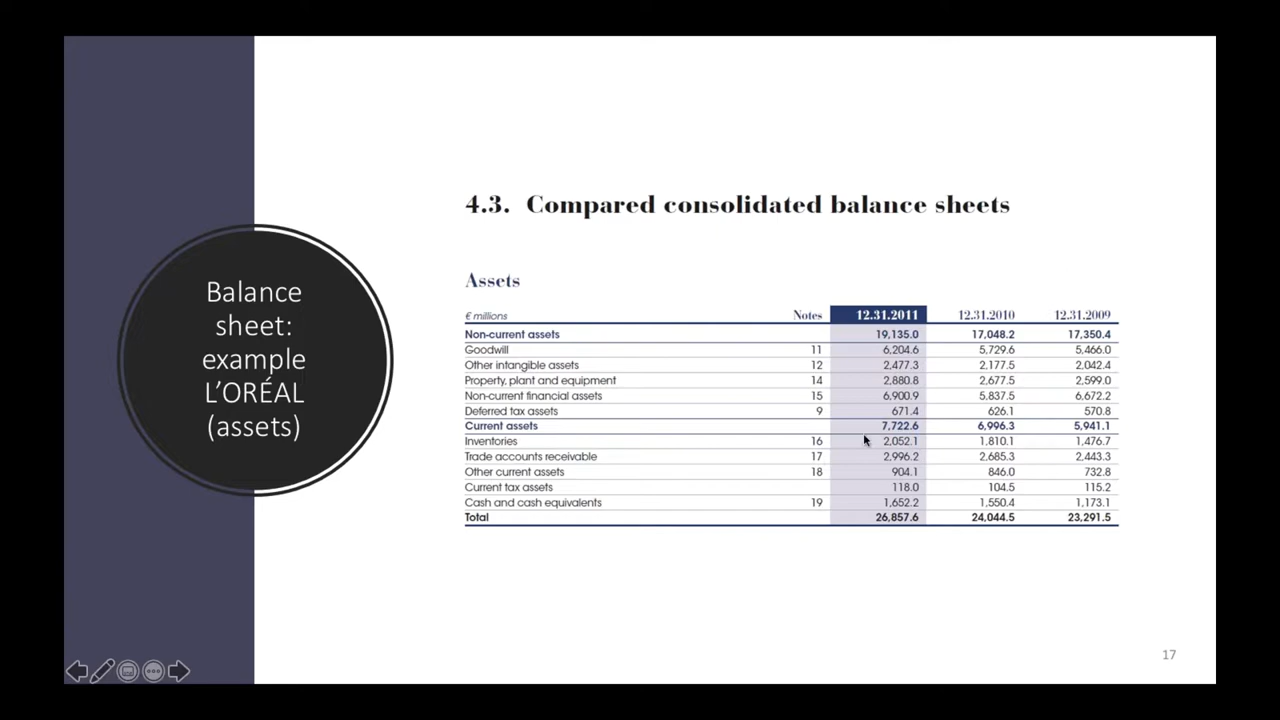 Balance
sheet:
example
L'ORÉAL
(assets)
4.3. Compared consolidated balance sheets
Assets
€ millions Notes 12.31.2011 12.31.2010 12.31.2009
Non-current assets 19,135.0 17,048.2 17,350.4
Goodwill 11 6,204.6 5,729.6 5,466.0
Other intangible assets 12 2,477.3 2,177.5 2,042.4
Property, plant and equipment 14 2,880.8 2,677.5 2,599.0
Non-current financial assets 15 6,900.9 5,837.5 6,672.2
Deferred tax assets 9 671.4 626.1 570.8
Current assets 7,722.6 6,996.3 5,941.1
Inventories 16 2,052.1 1,810.1 1,476.7
Trade accounts receivable 17 2,996.2 2,685.3 2,443.3
Other current assets 18 904.1 846.0 732.8
Current tax assets 118.0 104.5 115.2
Cash and cash equivalents 19 1,652.2 1,550.4 1,173.1
Total 26,857.6 24,044.5 23,291.5
17